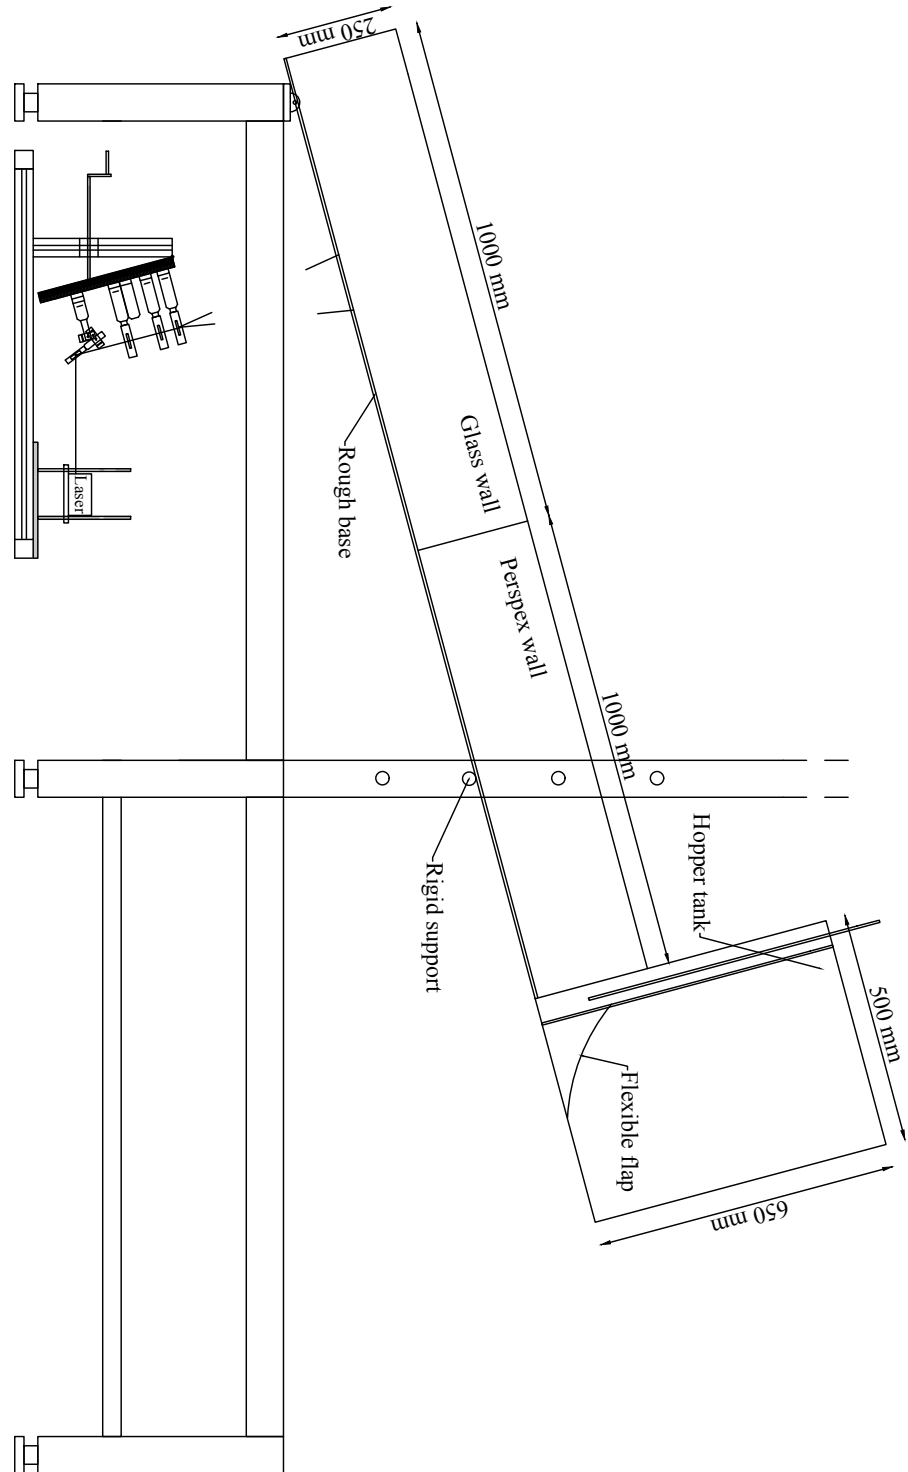 250 mm
1000 mm
Glass wall
Rough base
Laser
Perspex wall
1000 mm
Hopper tank
Rigid support
500 mm
Flexible flap
650 mm